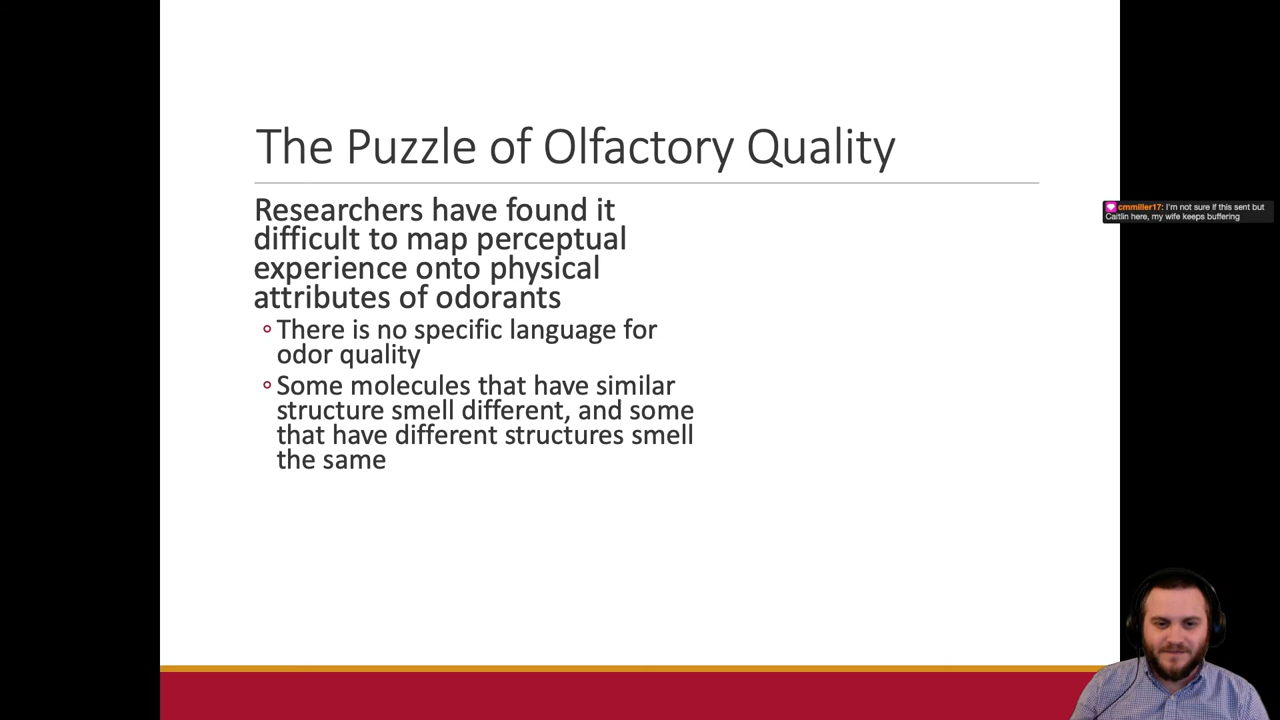 The Puzzle of Olfactory Quality
Researchers have found it
difficult to map perceptual
experience onto physical
attributes of odorants
There is no specific language for
odor quality
Some molecules that have similar
structure smell different, and some
that have different structures smell
the same
cmmiller17: I'm not sure if this sent but
Caitlin here, my wife keeps buffering